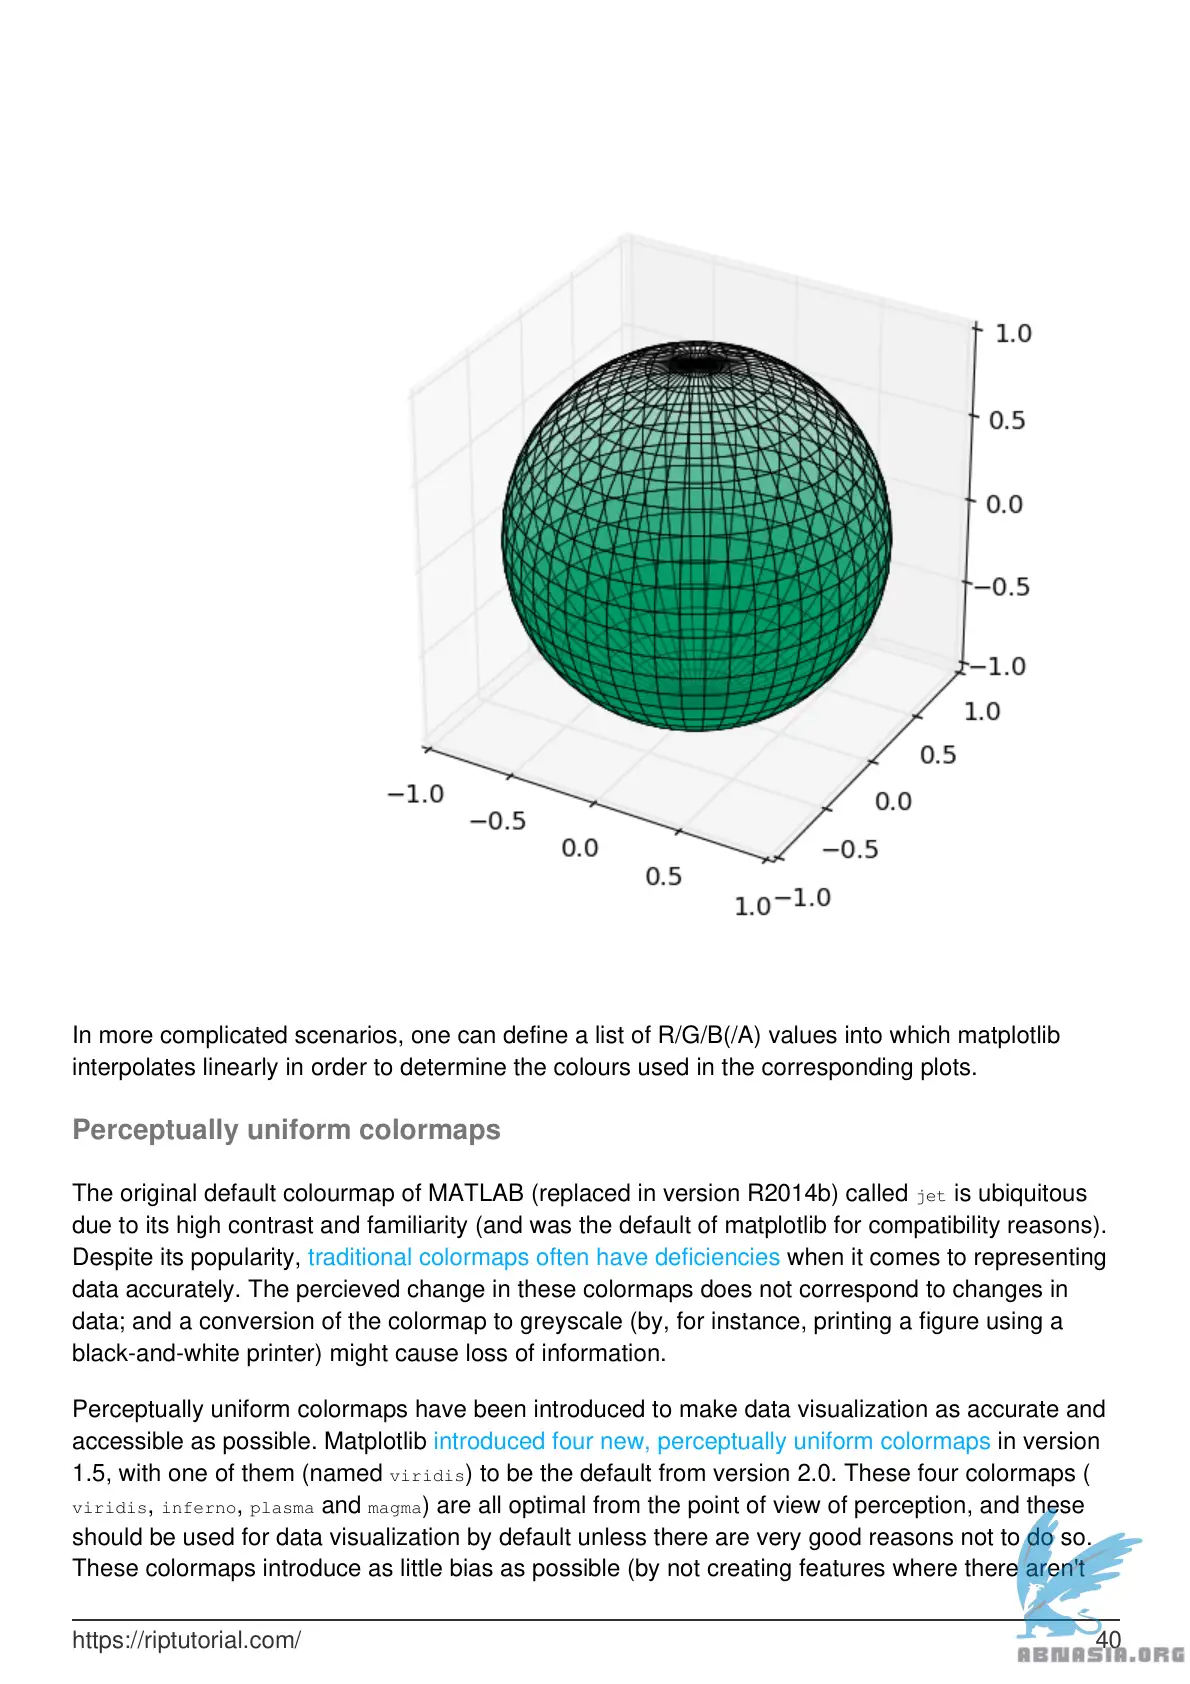 1.0
0.5
0.0
−0.5
−1.0
1.0
0.5
0.0
−0.5
−1.0
−1.0
−0.5
0.0
0.5
1.0
In more complicated scenarios, one can define a list of R/G/B(/A) values into which matplotlib
interpolates linearly in order to determine the colours used in the corresponding plots.
Perceptually uniform colormaps
The original default colourmap of MATLAB (replaced in version R2014b) called jet is ubiquitous
due to its high contrast and familiarity (and was the default of matplotlib for compatibility reasons).
Despite its popularity, traditional colormaps often have deficiencies when it comes to representing
data accurately. The percieved change in these colormaps does not correspond to changes in
data; and a conversion of the colormap to greyscale (by, for instance, printing a figure using a
black-and-white printer) might cause loss of information.
Perceptually uniform colormaps have been introduced to make data visualization as accurate and
accessible as possible. Matplotlib introduced four new, perceptually uniform colormaps in version
1.5, with one of them (named viridis) to be the default from version 2.0. These four colormaps (
viridis, inferno, plasma and magma) are all optimal from the point of view of perception, and these
should be used for data visualization by default unless there are very good reasons not to do so.
These colormaps introduce as little bias as possible (by not creating features where there aren't
https://riptutorial.com/ 40
ABNASIA.ORG